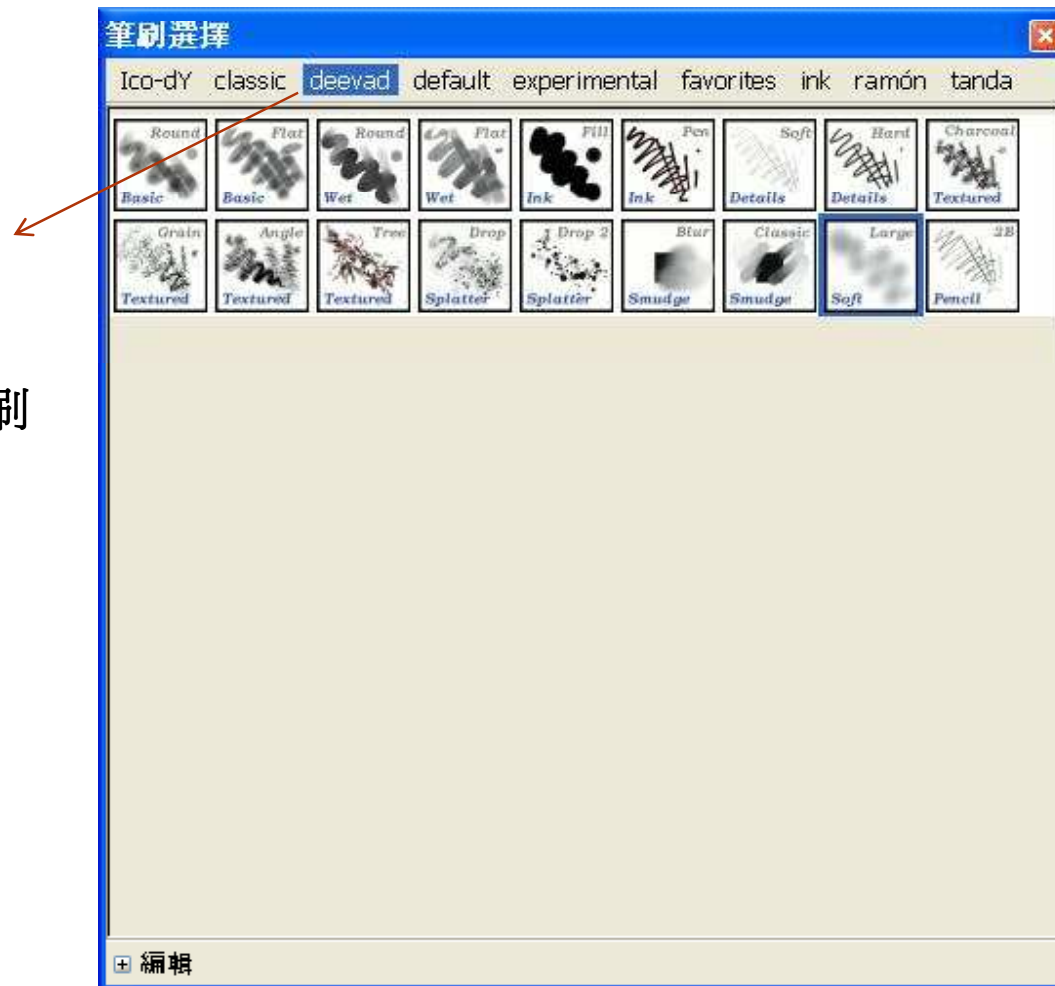 筆刷選擇
Ico-dY classic deevad default experimental favorites ink ramón tanda
Round Flat Round Flat Fill Pen Soft Hard Charcoal
Basic Basic Wet Wet Ink Ink Details Details Textured
Grain Angle Tree Drop Drop 2 Blur Classic Large 2B
Textured Textured Textured Splatter Splatter Smudge Smudge Soft Pencil
刷
編輯